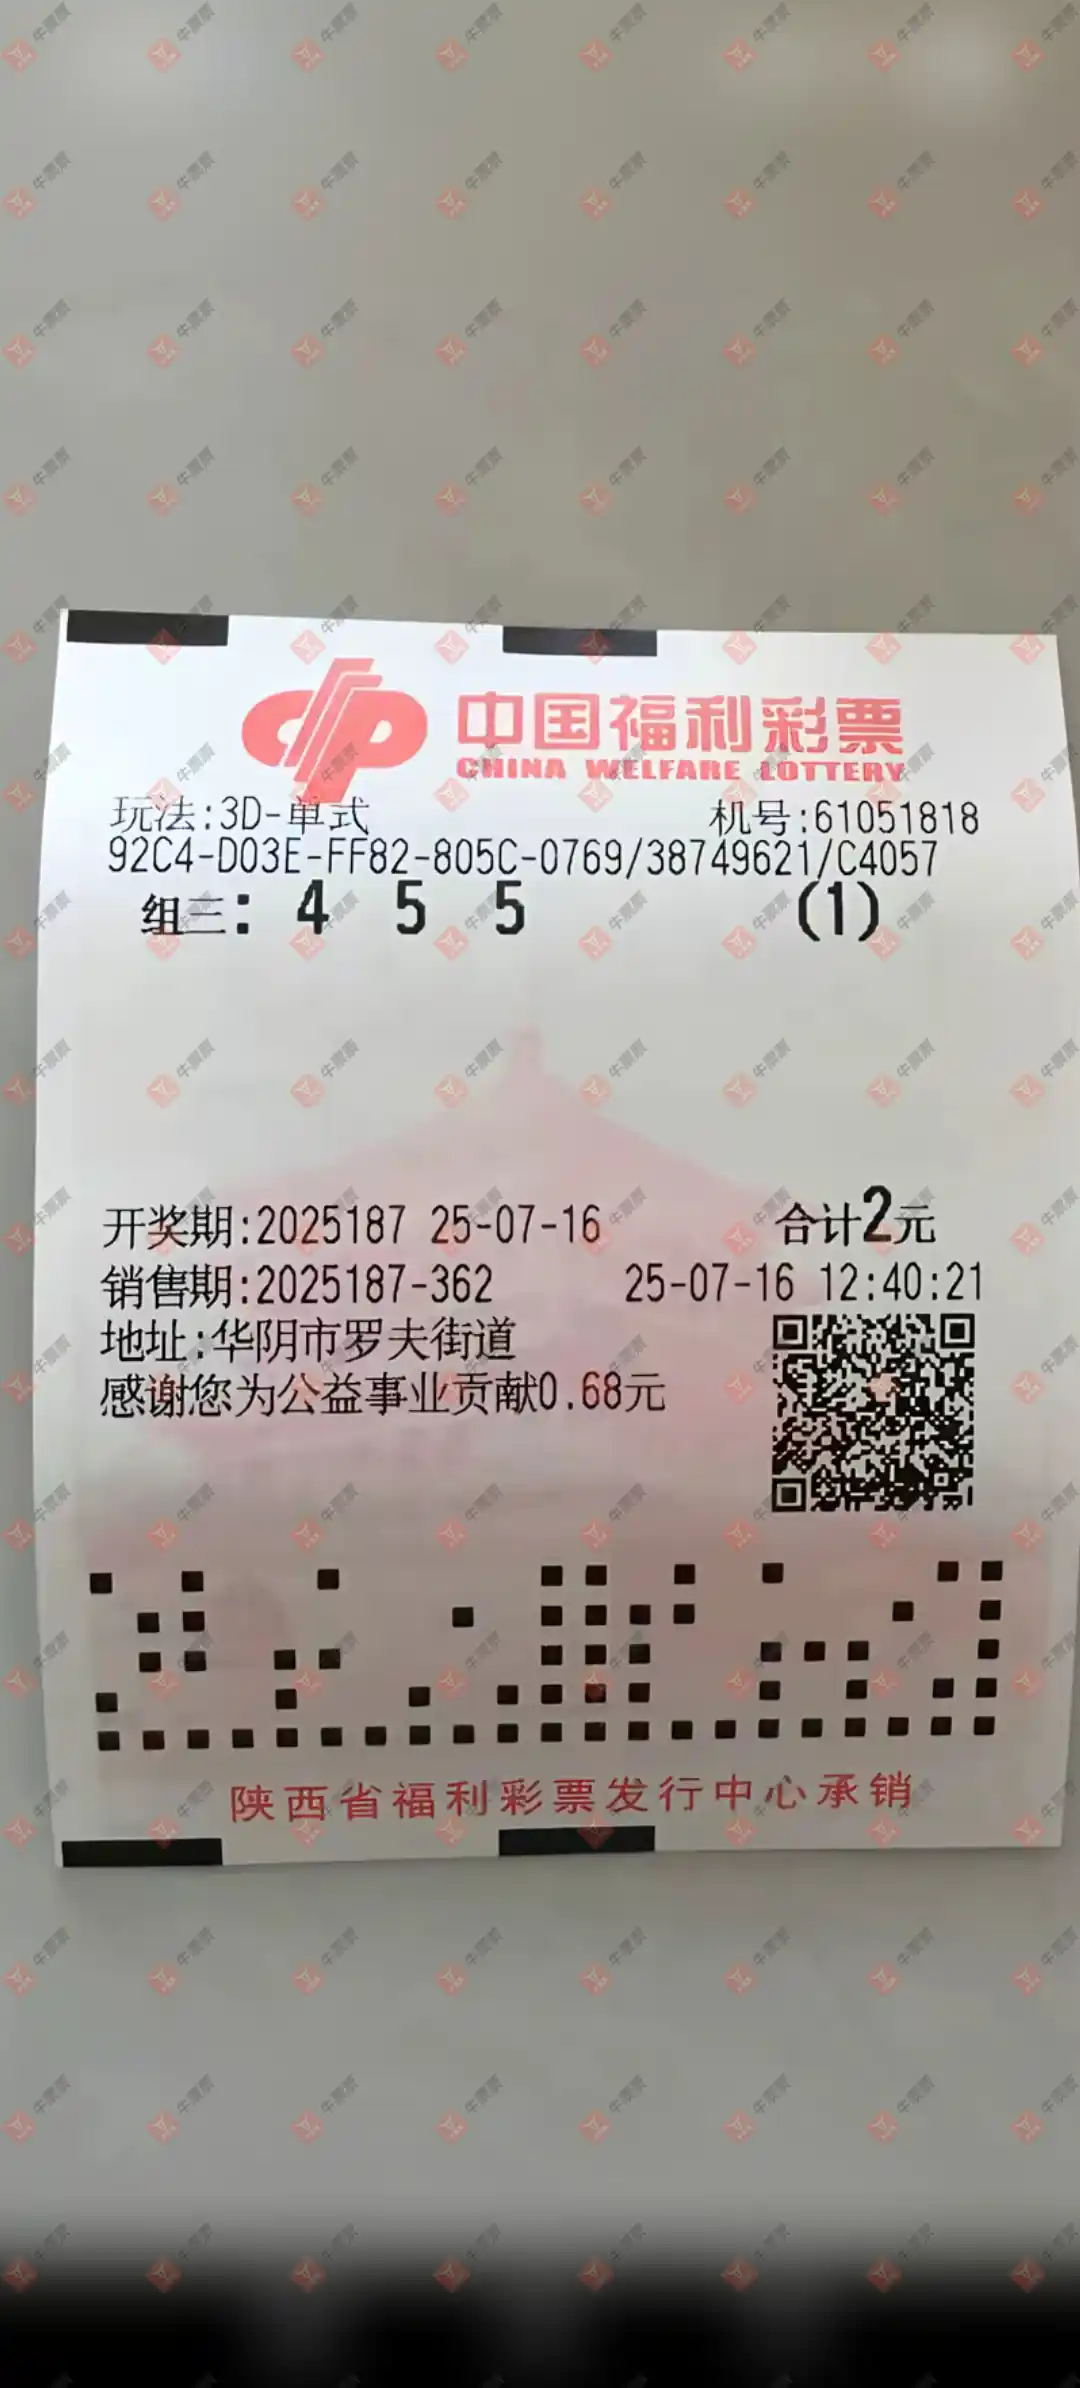 中国福利彩票
CHINA WELFARE LOTTERY
玩法:3D-单式 机号:61051818
92C4-D03E-FF82-805C-0769/38749621/C4057
组三: 4 5 5 (1)
开奖期:2025187 25-07-16 合计2元
销售期:2025187-362 25-07-16 12:40:21
地址:华阴市罗夫街道
感谢您为公益事业贡献0.68元
陕西省福利彩票发行中心承销
牛票票